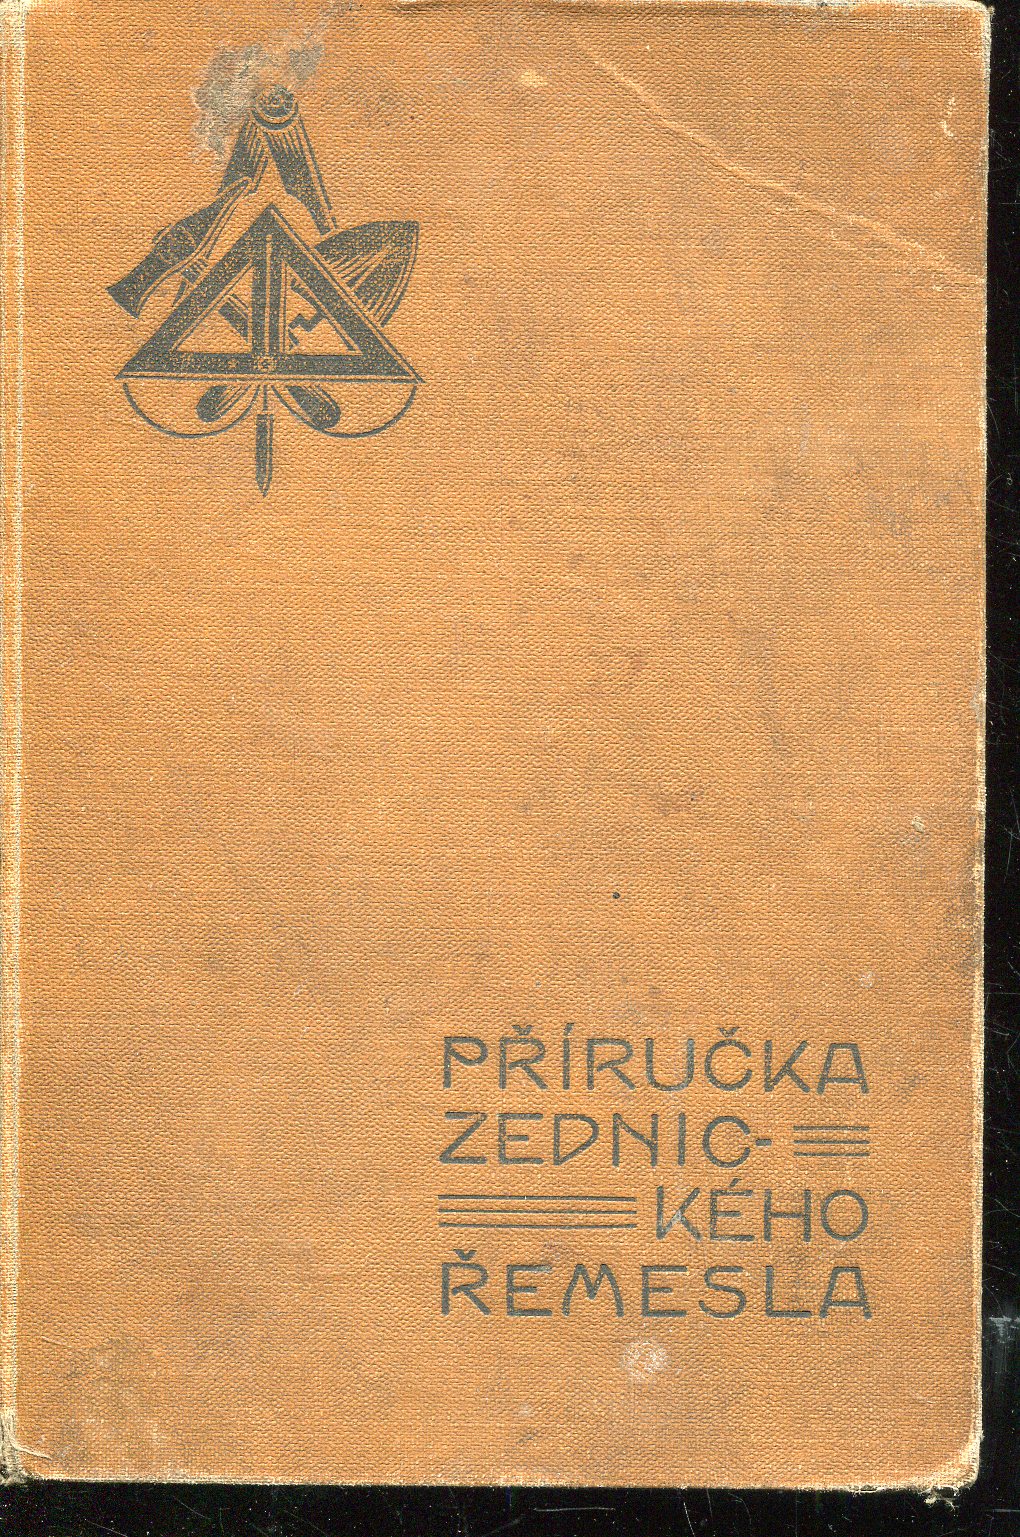 PŘÍRUČKA
ZEDNIC-
KÉHO
ŘEMESLA